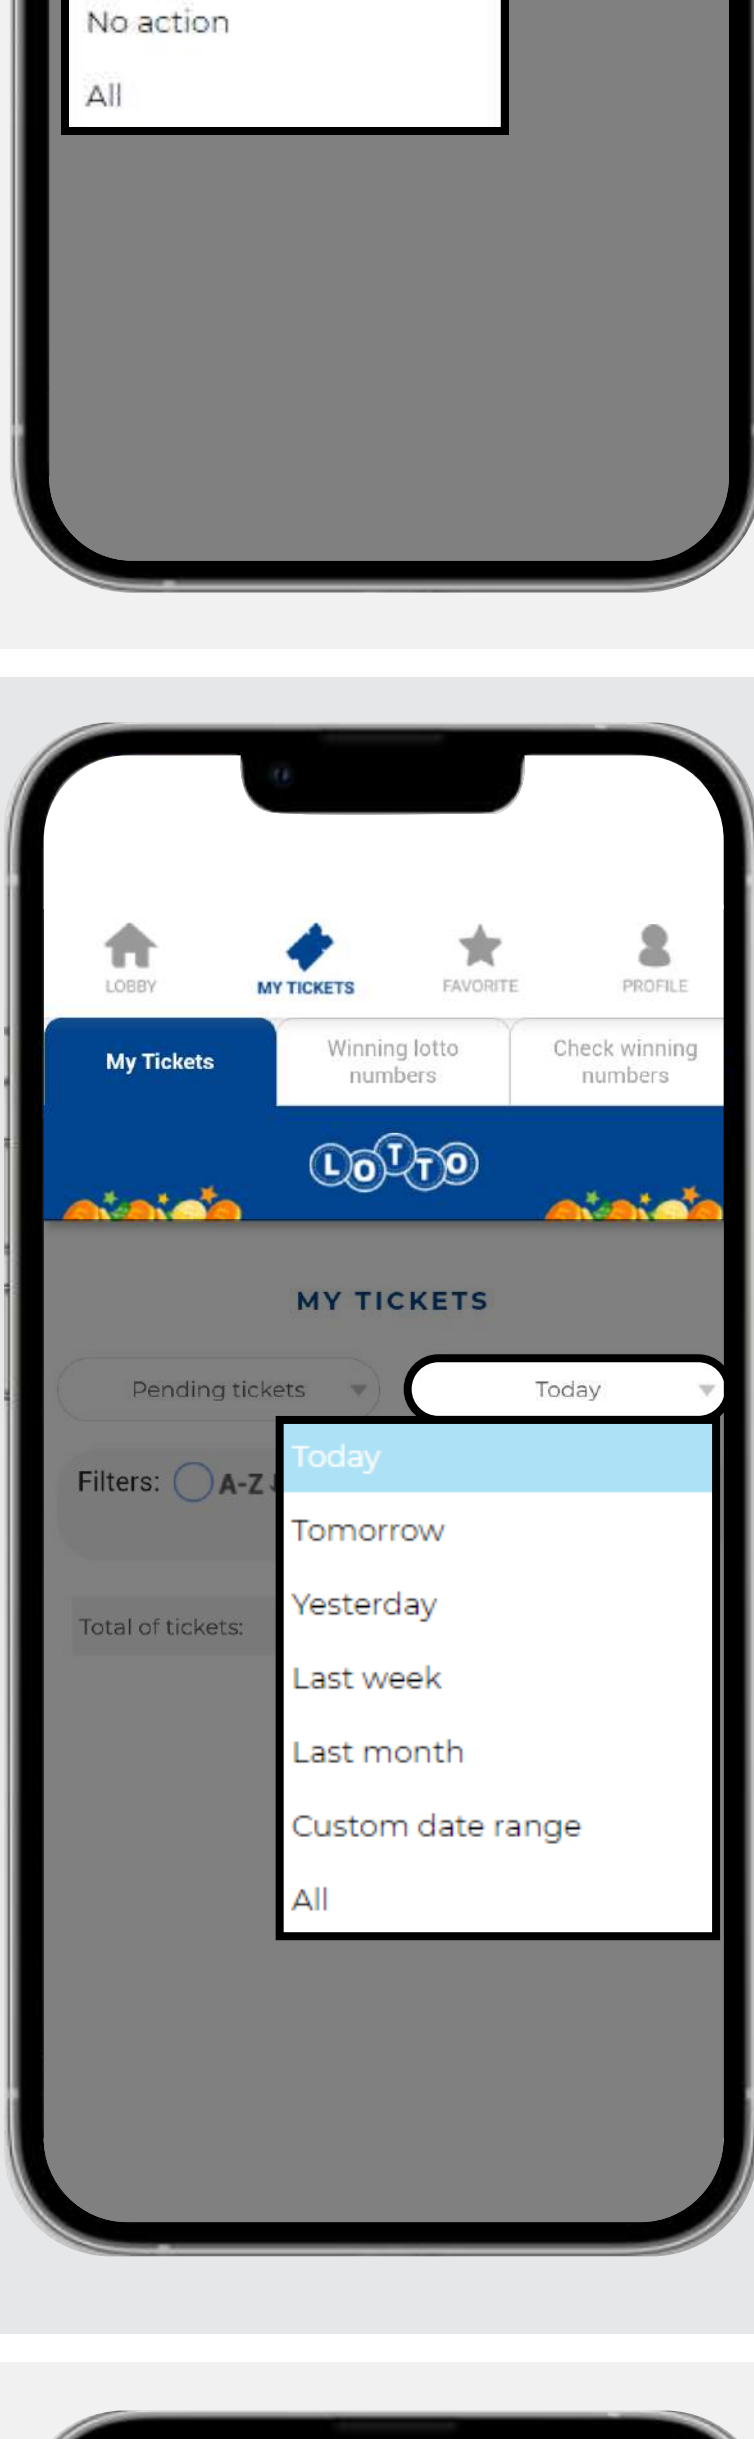 No action
All
LOBBY
MY TICKETS
FAVORITE
PROFILE
My Tickets
Winning lotto
numbers
Check winning
numbers
LOTTO
MY TICKETS
Pending tickets
Today
Today
Filters:
A-Z
Tomorrow
Yesterday
Total of tickets:
Last week
Last month
Custom date range
All